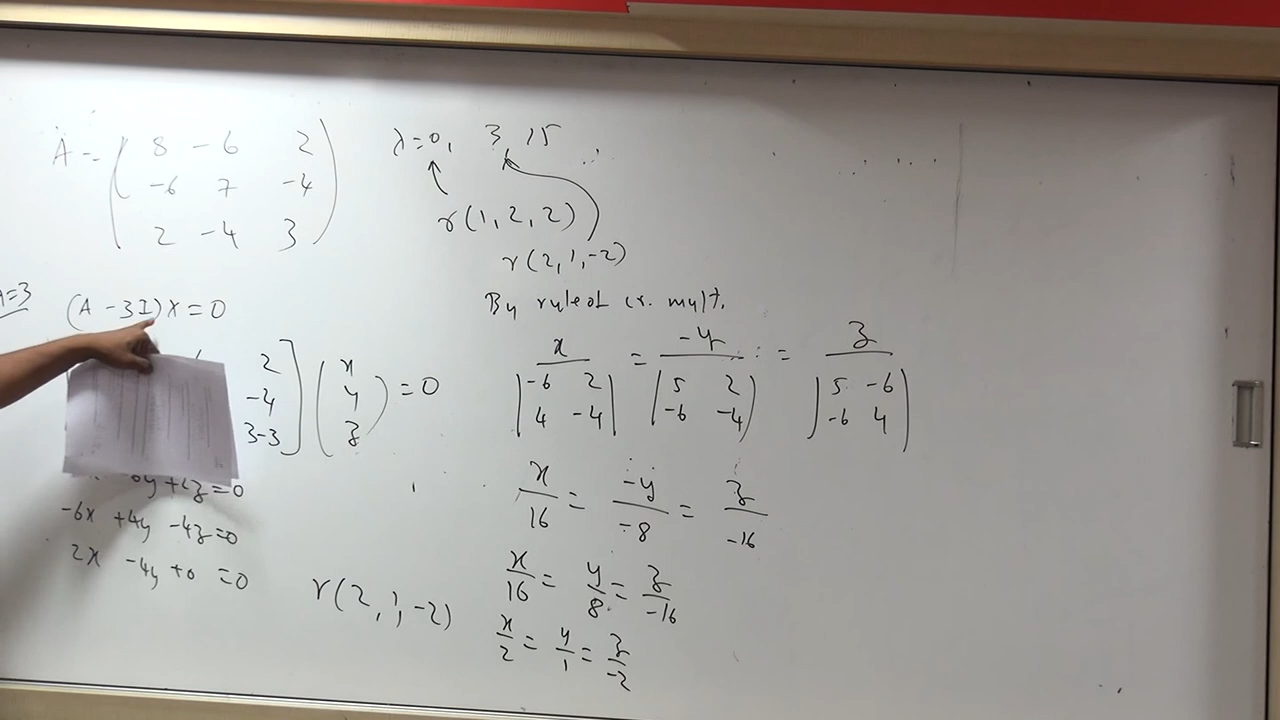 A = ( 8 -6 2
-6 7 -4
2 -4 3 )
λ=0, 3, 15
r(1, 2, 2)
r(2, 1, -2)
λ=3 (A - 3I) X = 0
2
-4
3-3 ] ( x
y
z ) = 0
-6y + 2z = 0
-6x + 4y - 4z = 0
2x - 4y + 0 = 0
r(2, 1, -2)
By rule of cr. mult.
x / | -6 2
4 -4 | = -y / | 5 2
-6 -4 | = z / | 5 -6
-6 4 |
x/16 = -y/-8 = z/-16
x/16 = y/8 = z/-16
x/2 = y/1 = z/-2